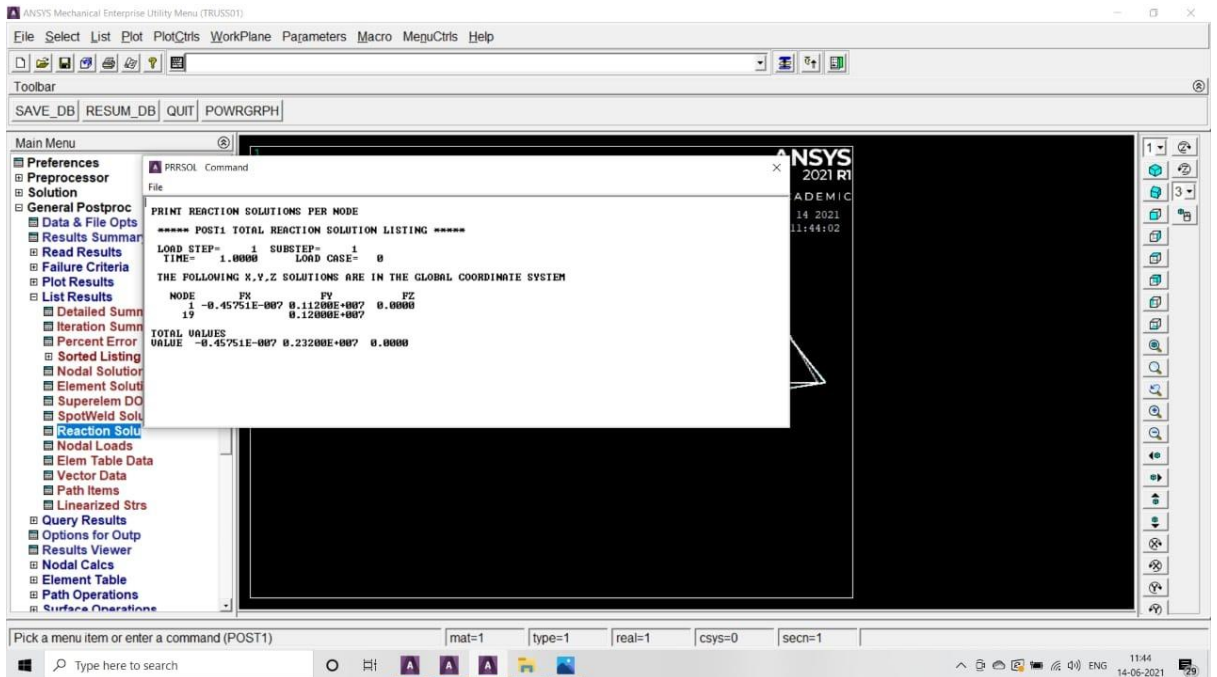 ANSYS Mechanical Enterprise Utility Menu (TRUSS01)
File Select List Plot PlotCtrls WorkPlane Parameters Macro MenuCtrls Help
Toolbar
SAVE_DB RESUM_DB QUIT POWRGRPH
Main Menu
Preferences
Preprocessor
Solution
General Postproc
Data & File Opts
Results Summar
Read Results
Failure Criteria
Plot Results
List Results
Detailed Summ
Iteration Summ
Percent Error
Sorted Listing
Nodal Solution
Element Soluti
Superelem DO
SpotWeld Solu
Reaction Solu
Nodal Loads
Elem Table Data
Vector Data
Path Items
Linearized Strs
Query Results
Options for Outp
Results Viewer
Nodal Calcs
Element Table
Path Operations
Surface Operations
PRRSOL Command
File
PRINT REACTION SOLUTIONS PER NODE
***** POST1 TOTAL REACTION SOLUTION LISTING *****
LOAD STEP= 1 SUBSTEP= 1
TIME= 1.0000 LOAD CASE= 0
THE FOLLOWING X,Y,Z SOLUTIONS ARE IN THE GLOBAL COORDINATE SYSTEM
NODE FX FY FZ
1 -0.45751E-007 0.11200E+007 0.0000
19 0.12000E+007
TOTAL VALUES
VALUE -0.45751E-007 0.23200E+007 0.0000
1
ANSYS
2021 R1
ADEMIC
14 2021
11:44:02
1
3
Pick a menu item or enter a command (POST1) mat=1 type=1 real=1 csys=0 secn=1
Type here to search
ENG
11:44
14-06-2021
29